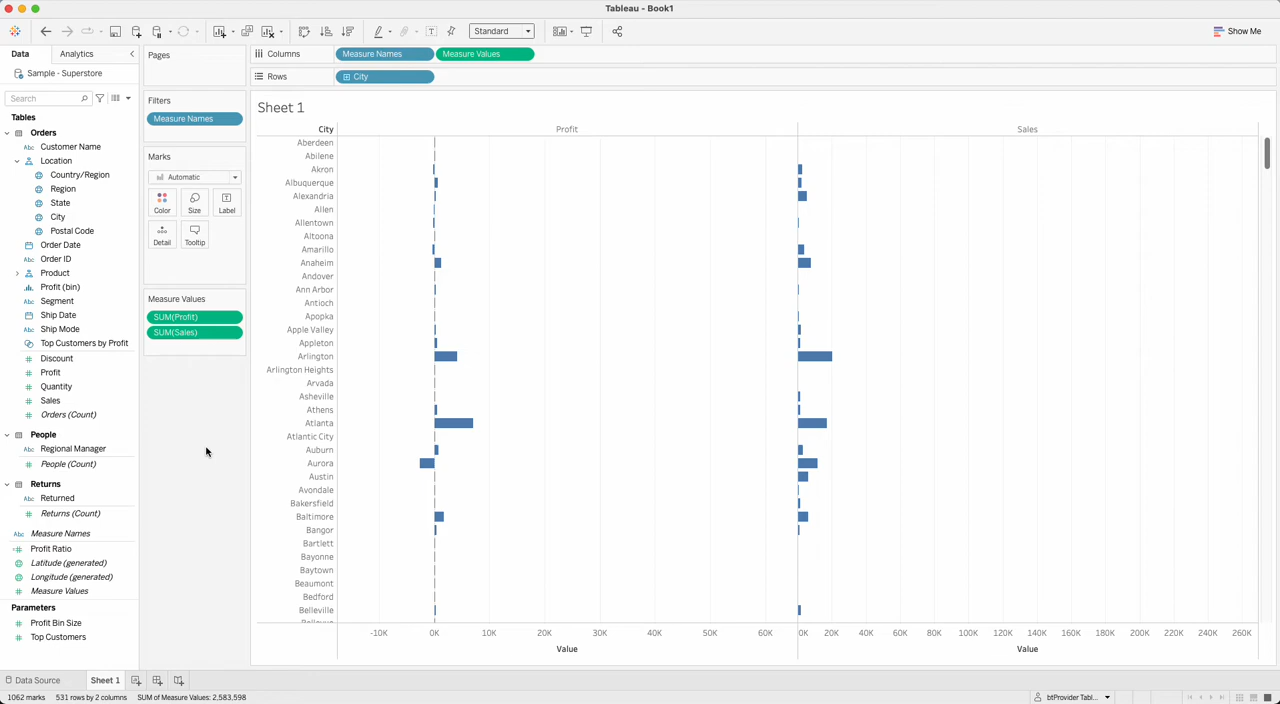 Tableau - Book1
Standard
Show Me
Data
Analytics
Sample - Superstore
Search
Tables
Orders
Abc Customer Name
Location
Country/Region
Region
State
City
Postal Code
Order Date
Abc Order ID
Product
Profit (bin)
Abc Segment
Ship Date
Abc Ship Mode
Top Customers by Profit
Discount
Profit
Quantity
Sales
Orders (Count)
People
Abc Regional Manager
People (Count)
Returns
Abc Returned
Returns (Count)
Abc Measure Names
Profit Ratio
Latitude (generated)
Longitude (generated)
Measure Values
Parameters
Profit Bin Size
Top Customers
Pages
Filters
Measure Names
Marks
Automatic
Color
Size
Label
Detail
Tooltip
Measure Values
SUM(Profit)
SUM(Sales)
Columns
Measure Names
Measure Values
Rows
City
Sheet 1
City
Profit
Sales
Aberdeen
Abilene
Akron
Albuquerque
Alexandria
Allen
Allentown
Altoona
Amarillo
Anaheim
Andover
Ann Arbor
Antioch
Apopka
Apple Valley
Appleton
Arlington
Arlington Heights
Arvada
Asheville
Athens
Atlanta
Atlantic City
Auburn
Aurora
Austin
Avondale
Bakersfield
Baltimore
Bangor
Bartlett
Bayonne
Baytown
Beaumont
Bedford
Belleville
-10K 0K 10K 20K 30K 40K 50K 60K
0K 20K 40K 60K 80K 100K 120K 140K 160K 180K 200K 220K 240K 260K
Value
Value
Data Source
Sheet 1
1062 marks
531 rows by 2 columns
SUM of Measure Values: 2,583,598
btProvider Tabl...